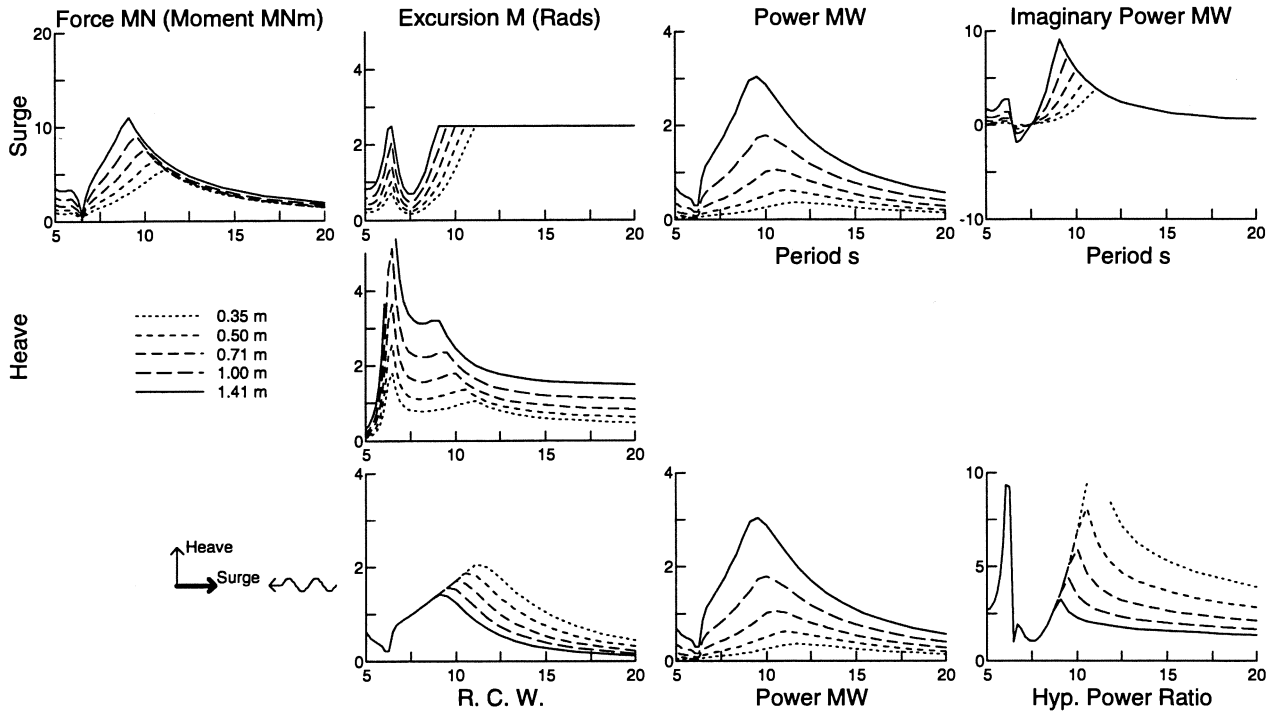 Force MN (Moment MNm)
Excursion M (Rads)
Power MW
Imaginary Power MW
Surge
20
10
0
5 10 15 20
4
2
0
5 10 15 20
4
2
0
5 10 15 20
Period s
10
5
0
-10
5 10 15 20
Period s
Heave
0.35 m
0.50 m
0.71 m
1.00 m
1.41 m
4
2
0
5 10 15 20
Heave
Surge
4
2
0
5 10 15 20
R. C. W.
4
2
0
5 10 15 20
Power MW
10
5
0
5 10 15 20
Hyp. Power Ratio